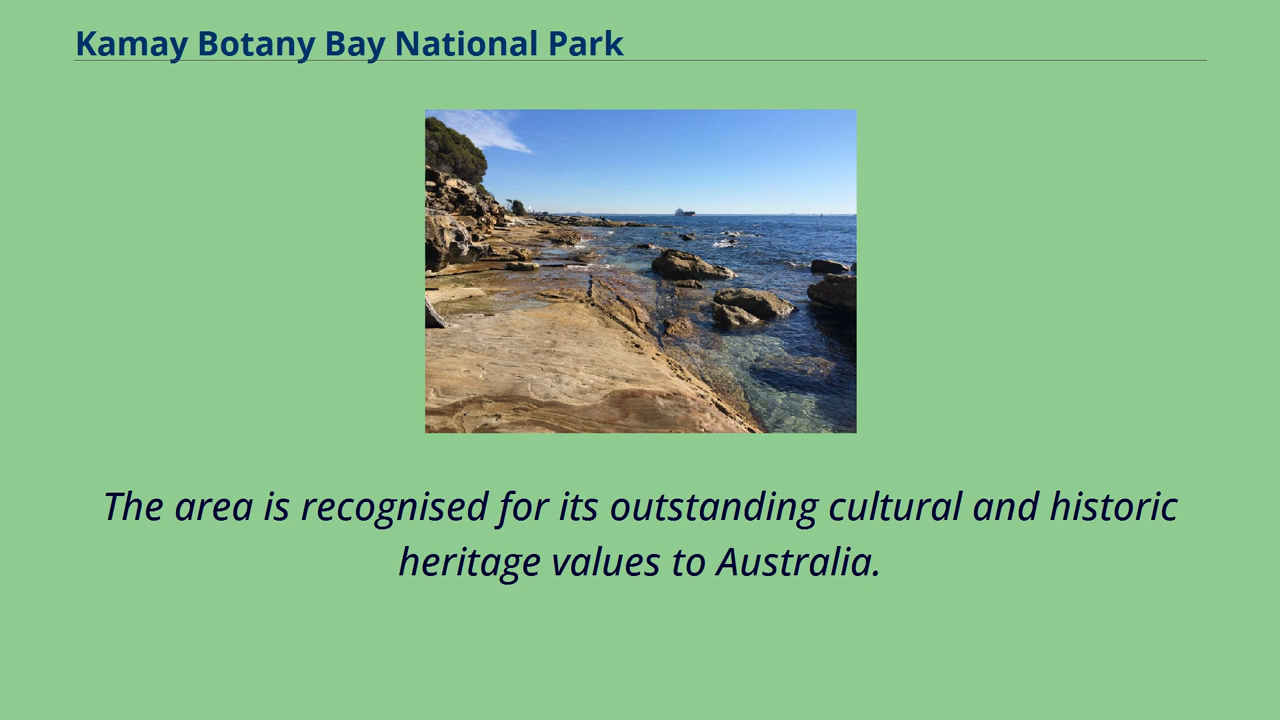 Kamay Botany Bay National Park
The area is recognised for its outstanding cultural and historic
heritage values to Australia.